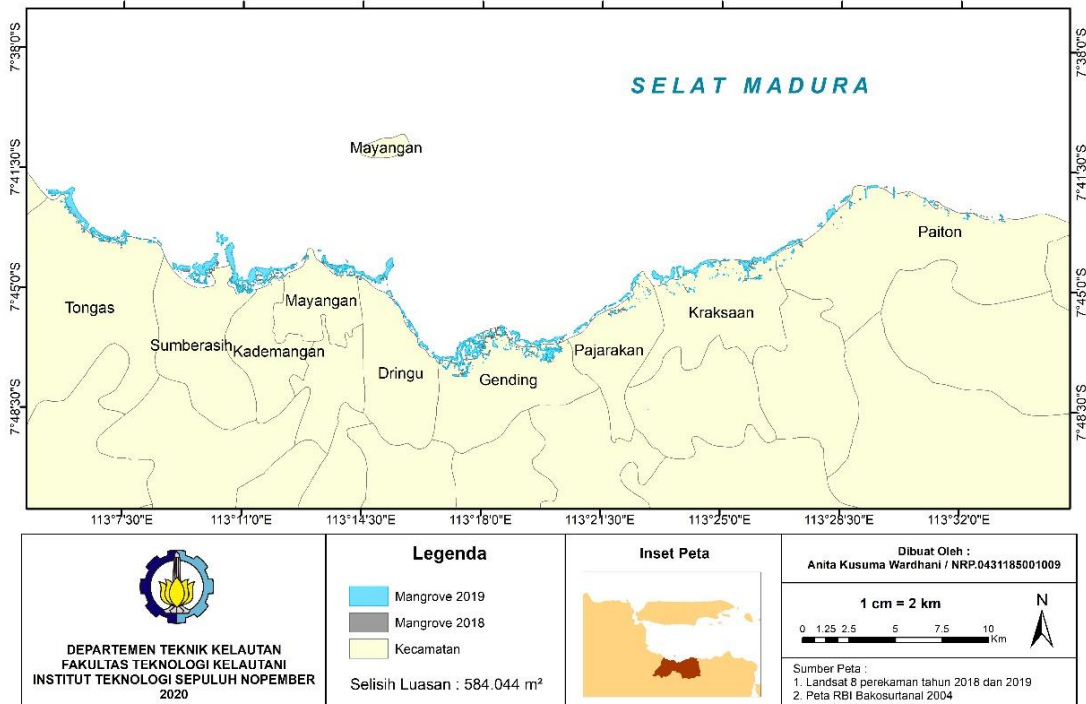 7°38'0"S
7°38'0"S
SELAT MADURA
Mayangan
7°41'30"S
7°41'30"S
Paiton
7°45'0"S
7°45'0"S
Tongas
Mayangan
Kraksaan
Sumberasih
Kademangan
Pajarakan
Dringu
Gending
7°48'30"S
7°48'30"S
113°7'30"E
113°11'0"E
113°14'30"E
113°18'0"E
113°21'30"E
113°25'0"E
113°28'30"E
113°32'0"E
DEPARTEMEN TEKNIK KELAUTAN
FAKULTAS TEKNOLOGI KELAUTANI
INSTITUT TEKNOLOGI SEPULUH NOPEMBER
2020
Legenda
Mangrove 2019
Mangrove 2018
Kecamatan
Selisih Luasan : 584.044 m²
Inset Peta
Dibuat Oleh :
Anita Kusuma Wardhani / NRP.0431185001009
1 cm = 2 km
N
0 1.25 2.5 5 7.5 10
Km
Sumber Peta :
1. Landsat 8 perekaman tahun 2018 dan 2019
2. Peta RBI Bakosurtanal 2004